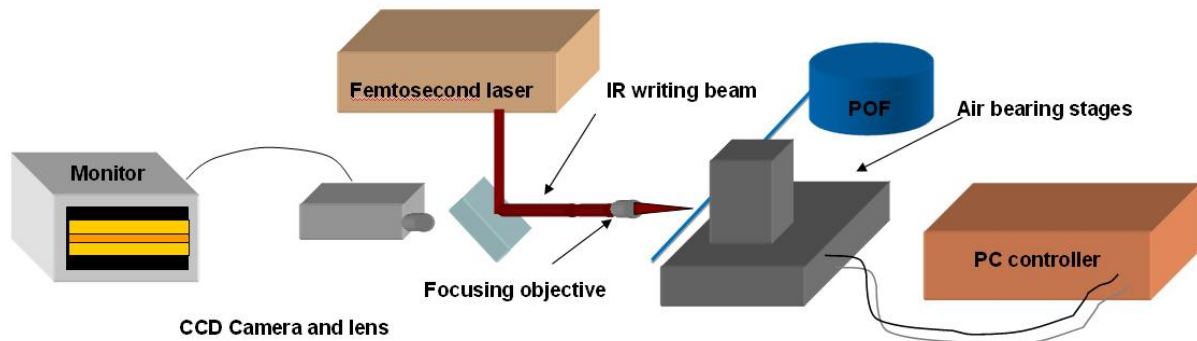 Femtosecond laser
IR writing beam
POF
Air bearing stages
Monitor
PC controller
Focusing objective
CCD Camera and lens